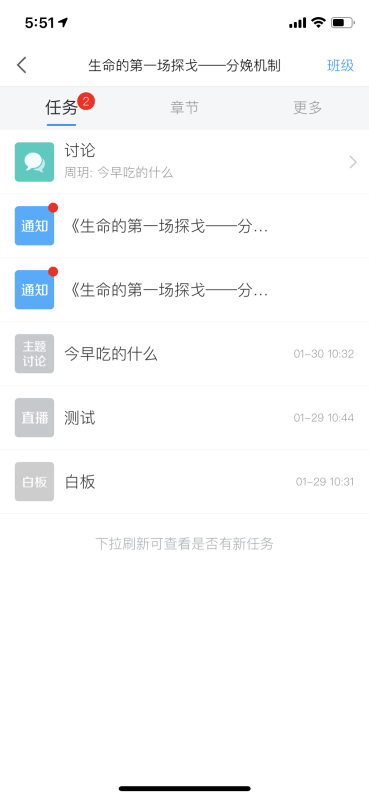 5:51
生命的第一场探戈——分娩机制
班级
任务 2
章节
更多
讨论
周玥: 今早吃的什么
通知
《生命的第一场探戈——分...
通知
《生命的第一场探戈——分...
主题
讨论
今早吃的什么
01-30 10:32
直播
测试
01-29 10:44
白板
白板
01-29 10:31
下拉刷新可查看是否有新任务